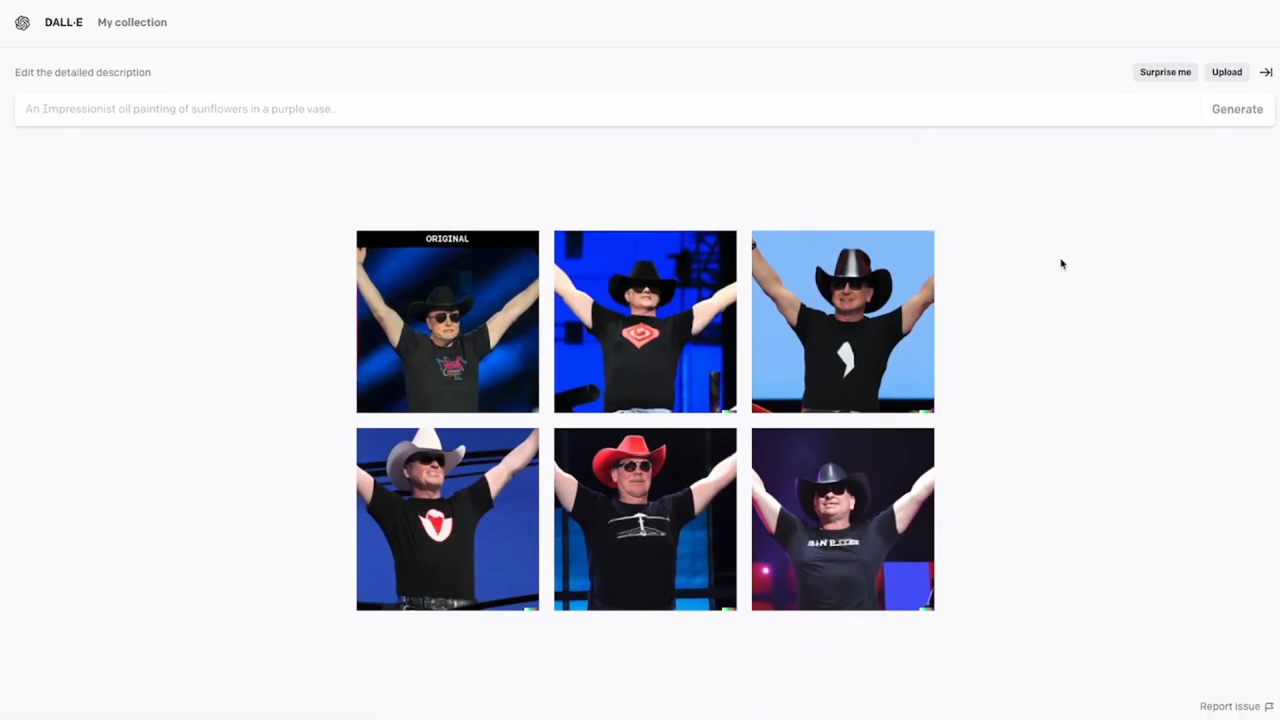 DALL·E My collection
Edit the detailed description
Surprise me Upload
An Impressionist oil painting of sunflowers in a purple vase...
Generate
ORIGINAL
Report issue